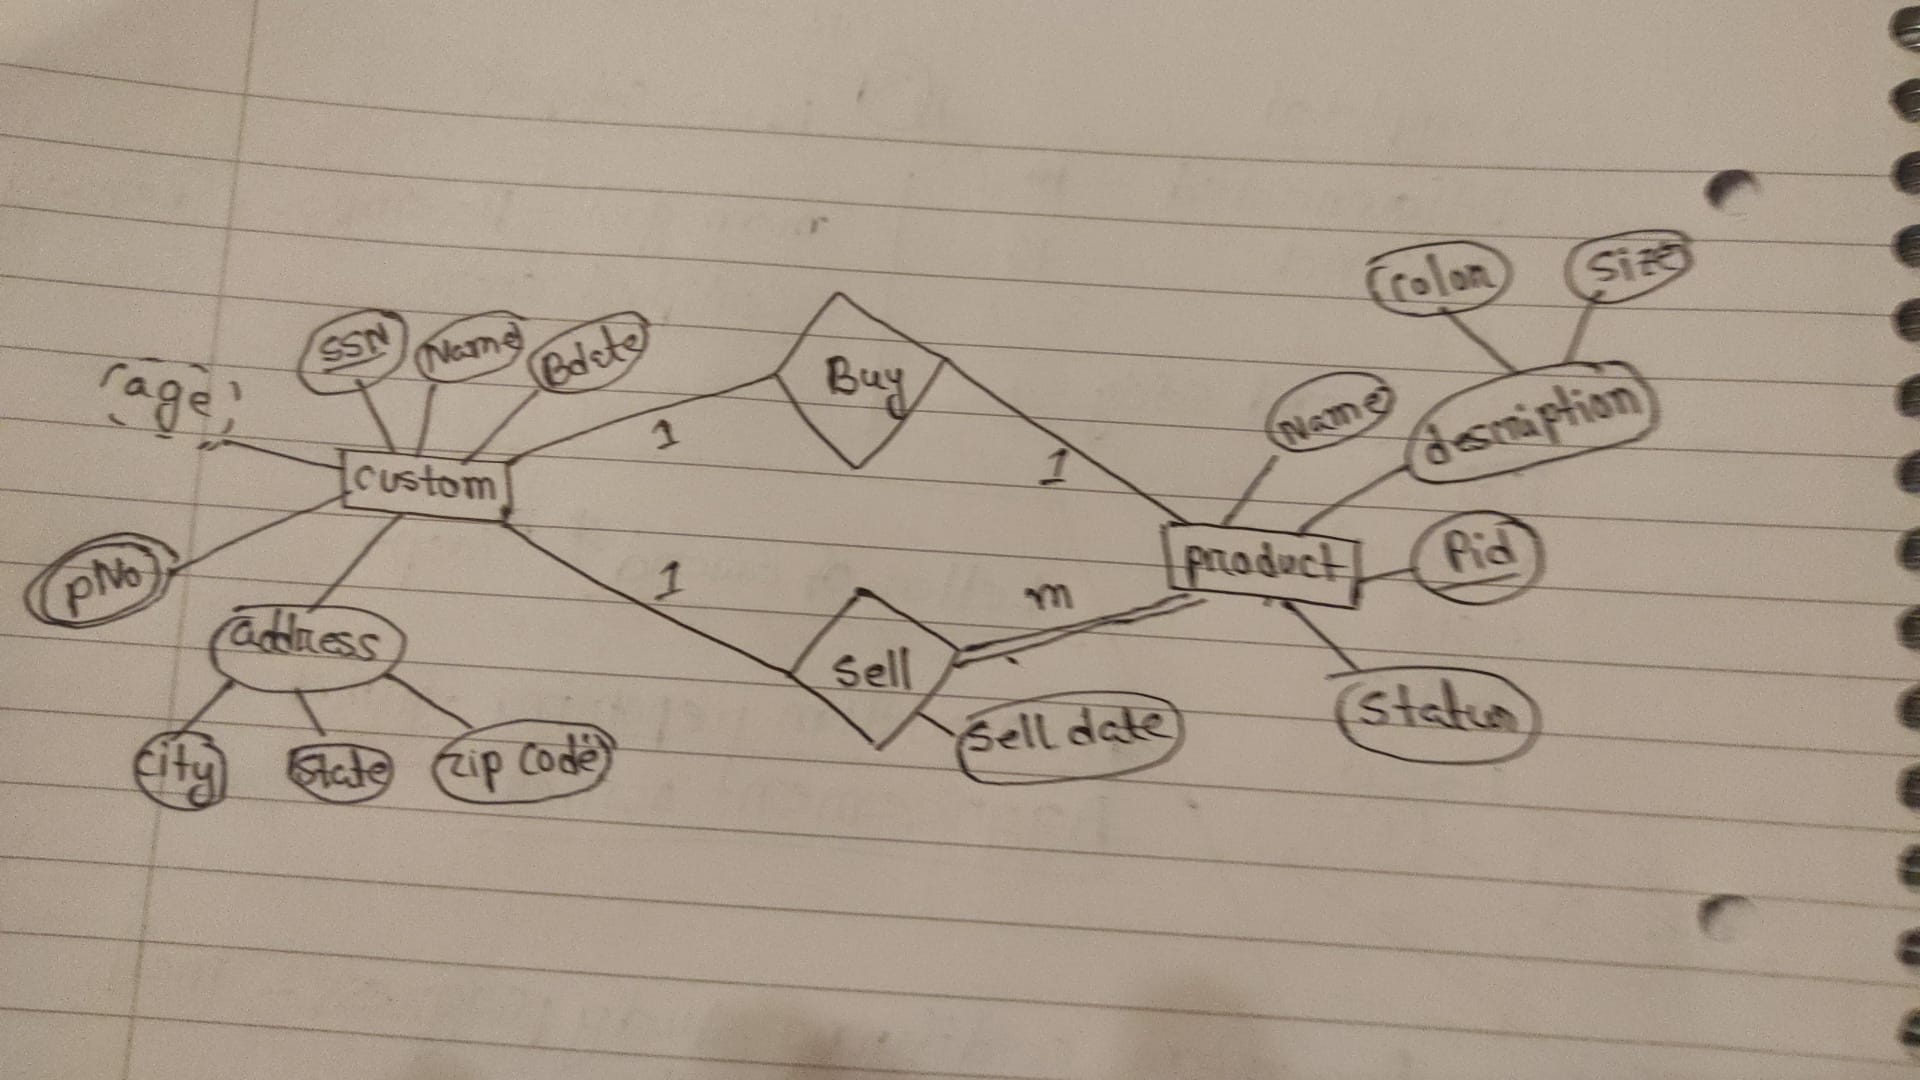 color
size
SSN
Name
Bdate
age
Buy
Name
description
1
1
custom
product
Pid
pNo
1
m
address
sell
status
sell date
city
state
zip code